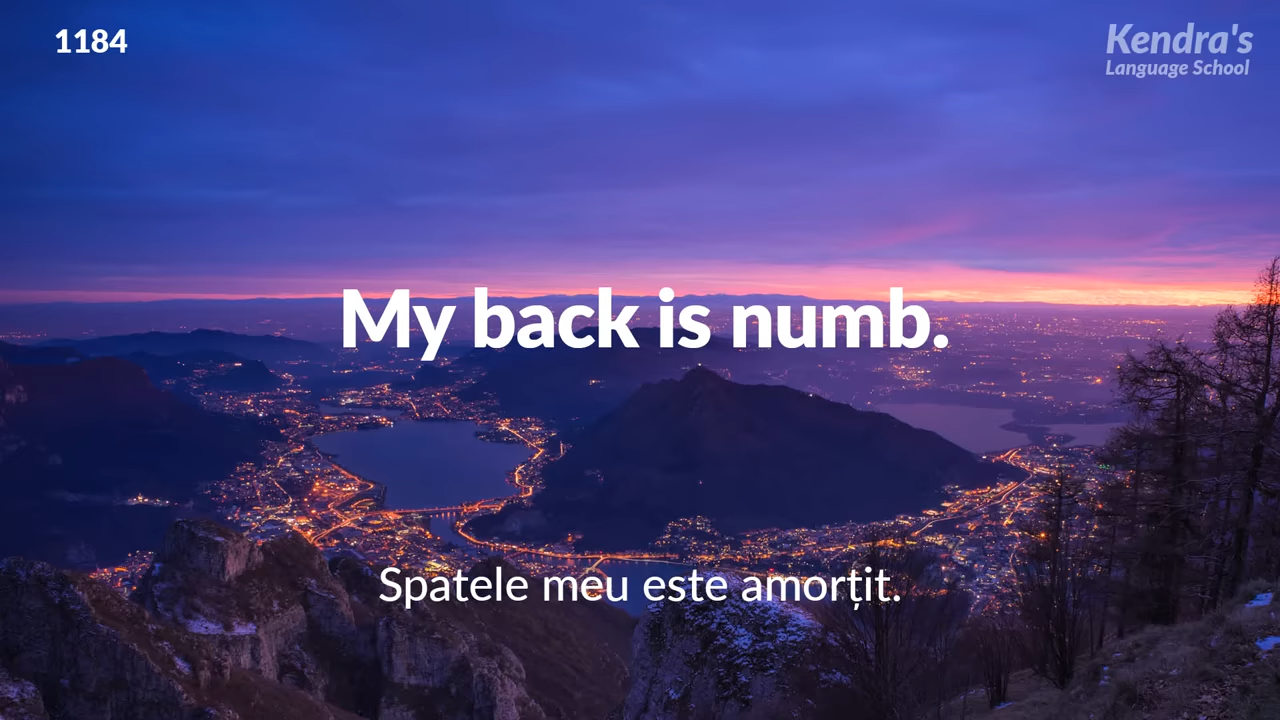 1184
Kendra's
Language School
My back is numb.
Spatele meu este amorțit.